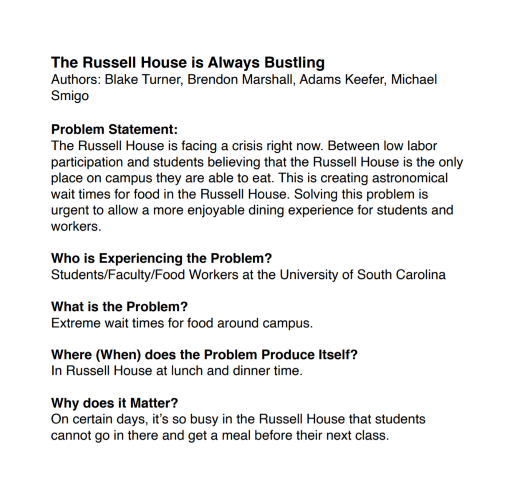 The Russell House is Always Bustling
Authors: Blake Turner, Brendon Marshall, Adams Keefer, Michael
Smigo
Problem Statement:
The Russell House is facing a crisis right now. Between low labor
participation and students believing that the Russell House is the only
place on campus they are able to eat. This is creating astronomical
wait times for food in the Russell House. Solving this problem is
urgent to allow a more enjoyable dining experience for students and
workers.
Who is Experiencing the Problem?
Students/Faculty/Food Workers at the University of South Carolina
What is the Problem?
Extreme wait times for food around campus.
Where (When) does the Problem Produce Itself?
In Russell House at lunch and dinner time.
Why does it Matter?
On certain days, it’s so busy in the Russell House that students
cannot go in there and get a meal before their next class.